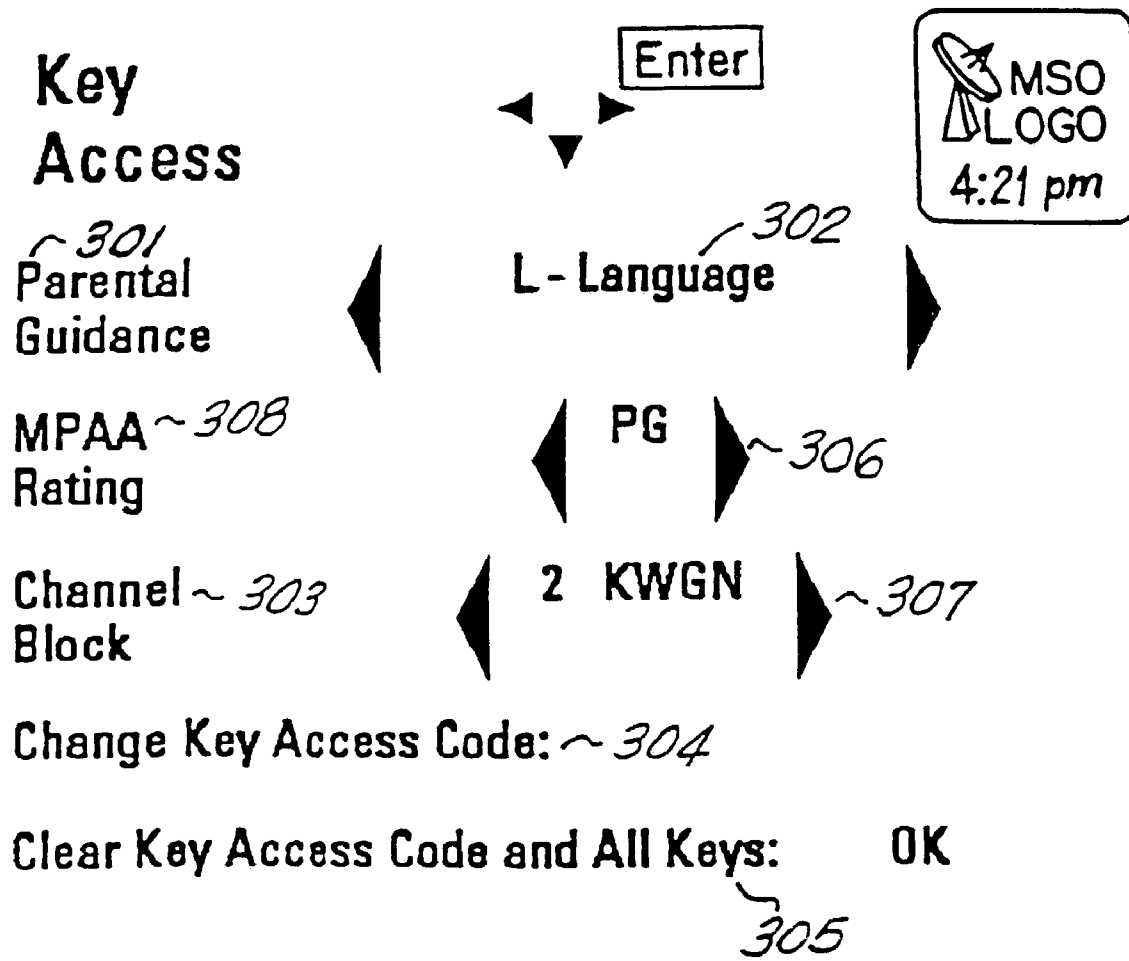 Key
Access
Enter
MSO
LOGO
4:21 pm
301
Parental
Guidance
L - Language
302
MPAA ~ 308
Rating
PG
~ 306
Channel ~ 303
Block
2 KWGN
~ 307
Change Key Access Code: ~ 304
Clear Key Access Code and All Keys: OK
305